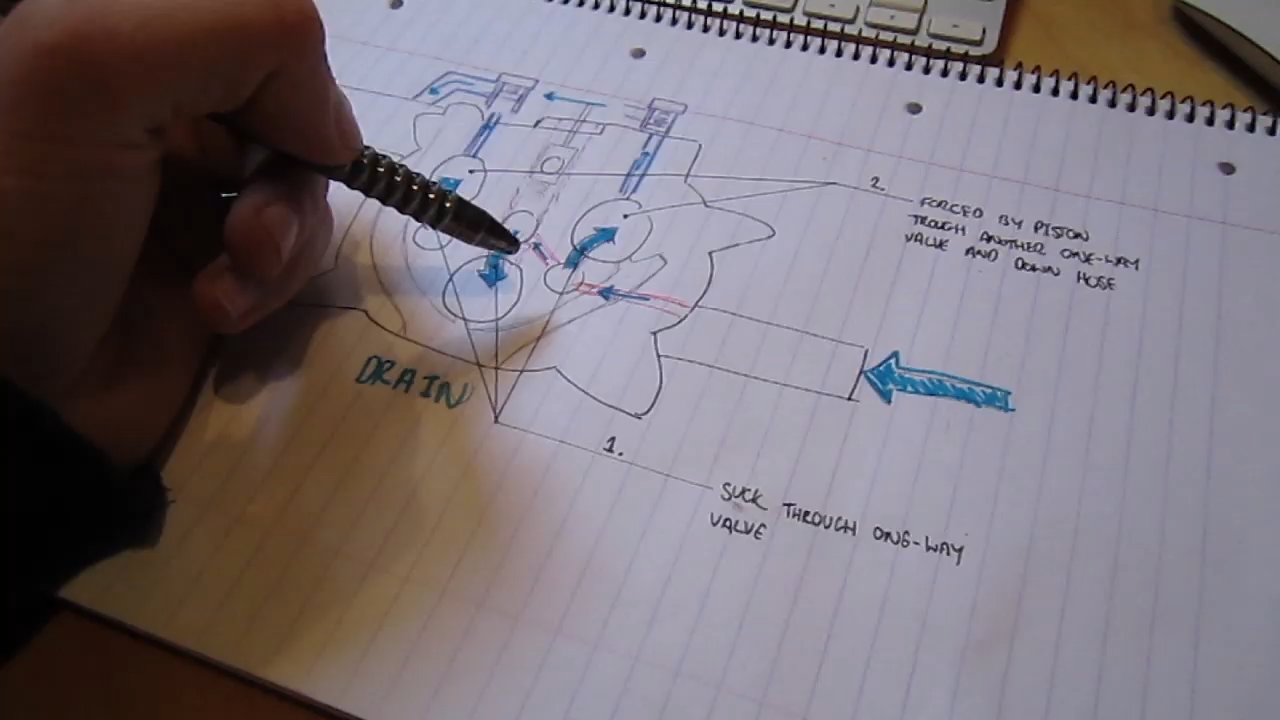 2.
FORCED BY PISTON
TROUGH ANOTHER ONE-WAY
VALVE AND DOWN HOSE
DRAIN
1.
SUCK THROUGH ONE-WAY
VALVE